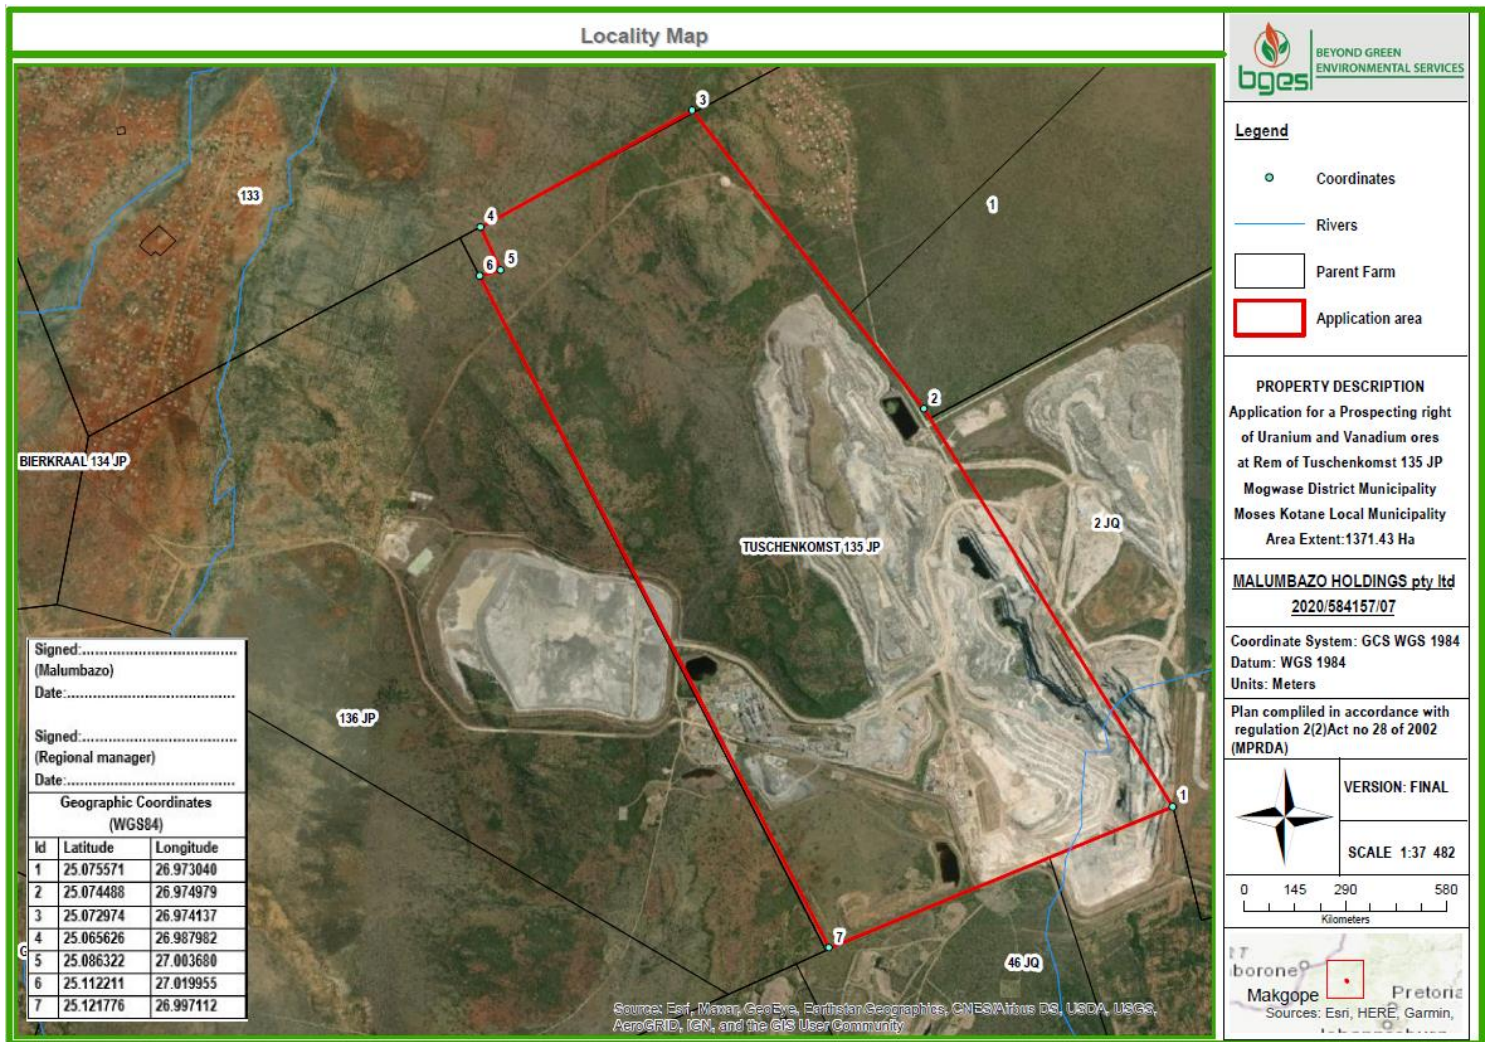 Locality Map
bges
BEYOND GREEN
ENVIRONMENTAL SERVICES
Legend
Coordinates
Rivers
Parent Farm
Application area
PROPERTY DESCRIPTION
Application for a Prospecting right
of Uranium and Vanadium ores
at Rem of Tuschenkomst 135 JP
Mogwase District Municipality
Moses Kotane Local Municipality
Area Extent:1371.43 Ha
MALUMBAZO HOLDINGS pty ltd
2020/584157/07
Coordinate System: GCS WGS 1984
Datum: WGS 1984
Units: Meters
Plan compliled in accordance with
regulation 2(2)Act no 28 of 2002
(MPRDA)
VERSION: FINAL
SCALE 1:37 482
0 145 290 580
Kilometers
borone
Makgope
Pretoria
Sources: Esri, HERE, Garmin,
3
133
4
1
5
6
2
BIERKRAAL 134 JP
2 JQ
TUSCHENKOMST 135 JP
136 JP
1
7
46 JQ
Signed:
(Malumbazo)
Date:
Signed:
(Regional manager)
Date:
Geographic Coordinates
(WGS84)
Id Latitude Longitude
1 25.075571 26.973040
2 25.074488 26.974979
3 25.072974 26.974137
4 25.065626 26.987982
5 25.086322 27.003680
6 25.112211 27.019955
7 25.121776 26.997112
Source: Esri, Maxar, GeoEye, Earthstar Geographics, CNES/Airbus DS, USDA, USGS,
AeroGRID, IGN, and the GIS User Community